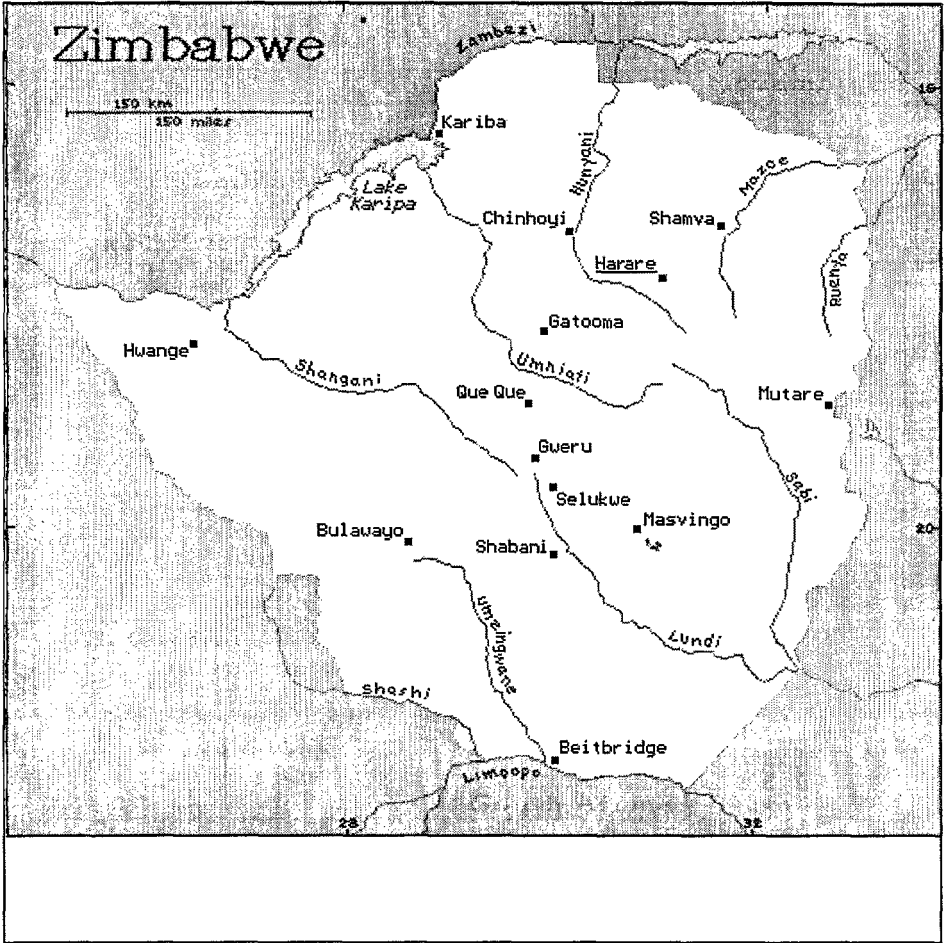 Zimbabwe
Zambezi
150 km
150 miles
16
Kariba
Hunyani
Mazoe
Lake
Karipa
Chinhoyi
Shamva
Harare
Ruenja
Gatooma
Hwange
Shangani
Umniati
Que Que
Mutare
Gweru
Sabi
Selukwe
Masvingo
20
Bulawayo
Shabani
Umzingwane
Lundi
Shashi
Beitbridge
Limpopo
28
32